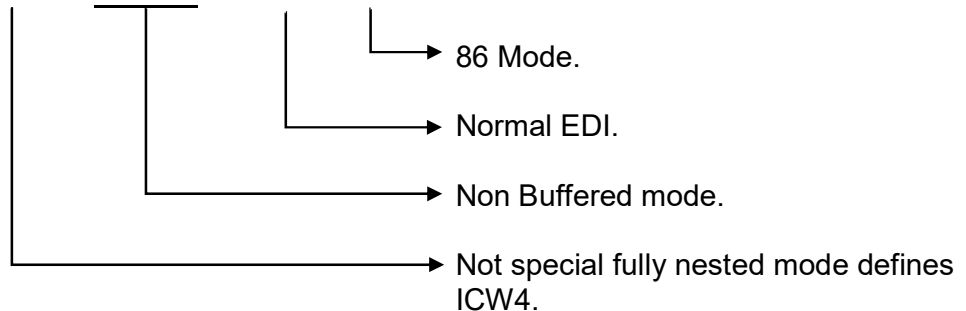 86 Mode.
Normal EDI.
Non Buffered mode.
Not special fully nested mode defines
ICW4.